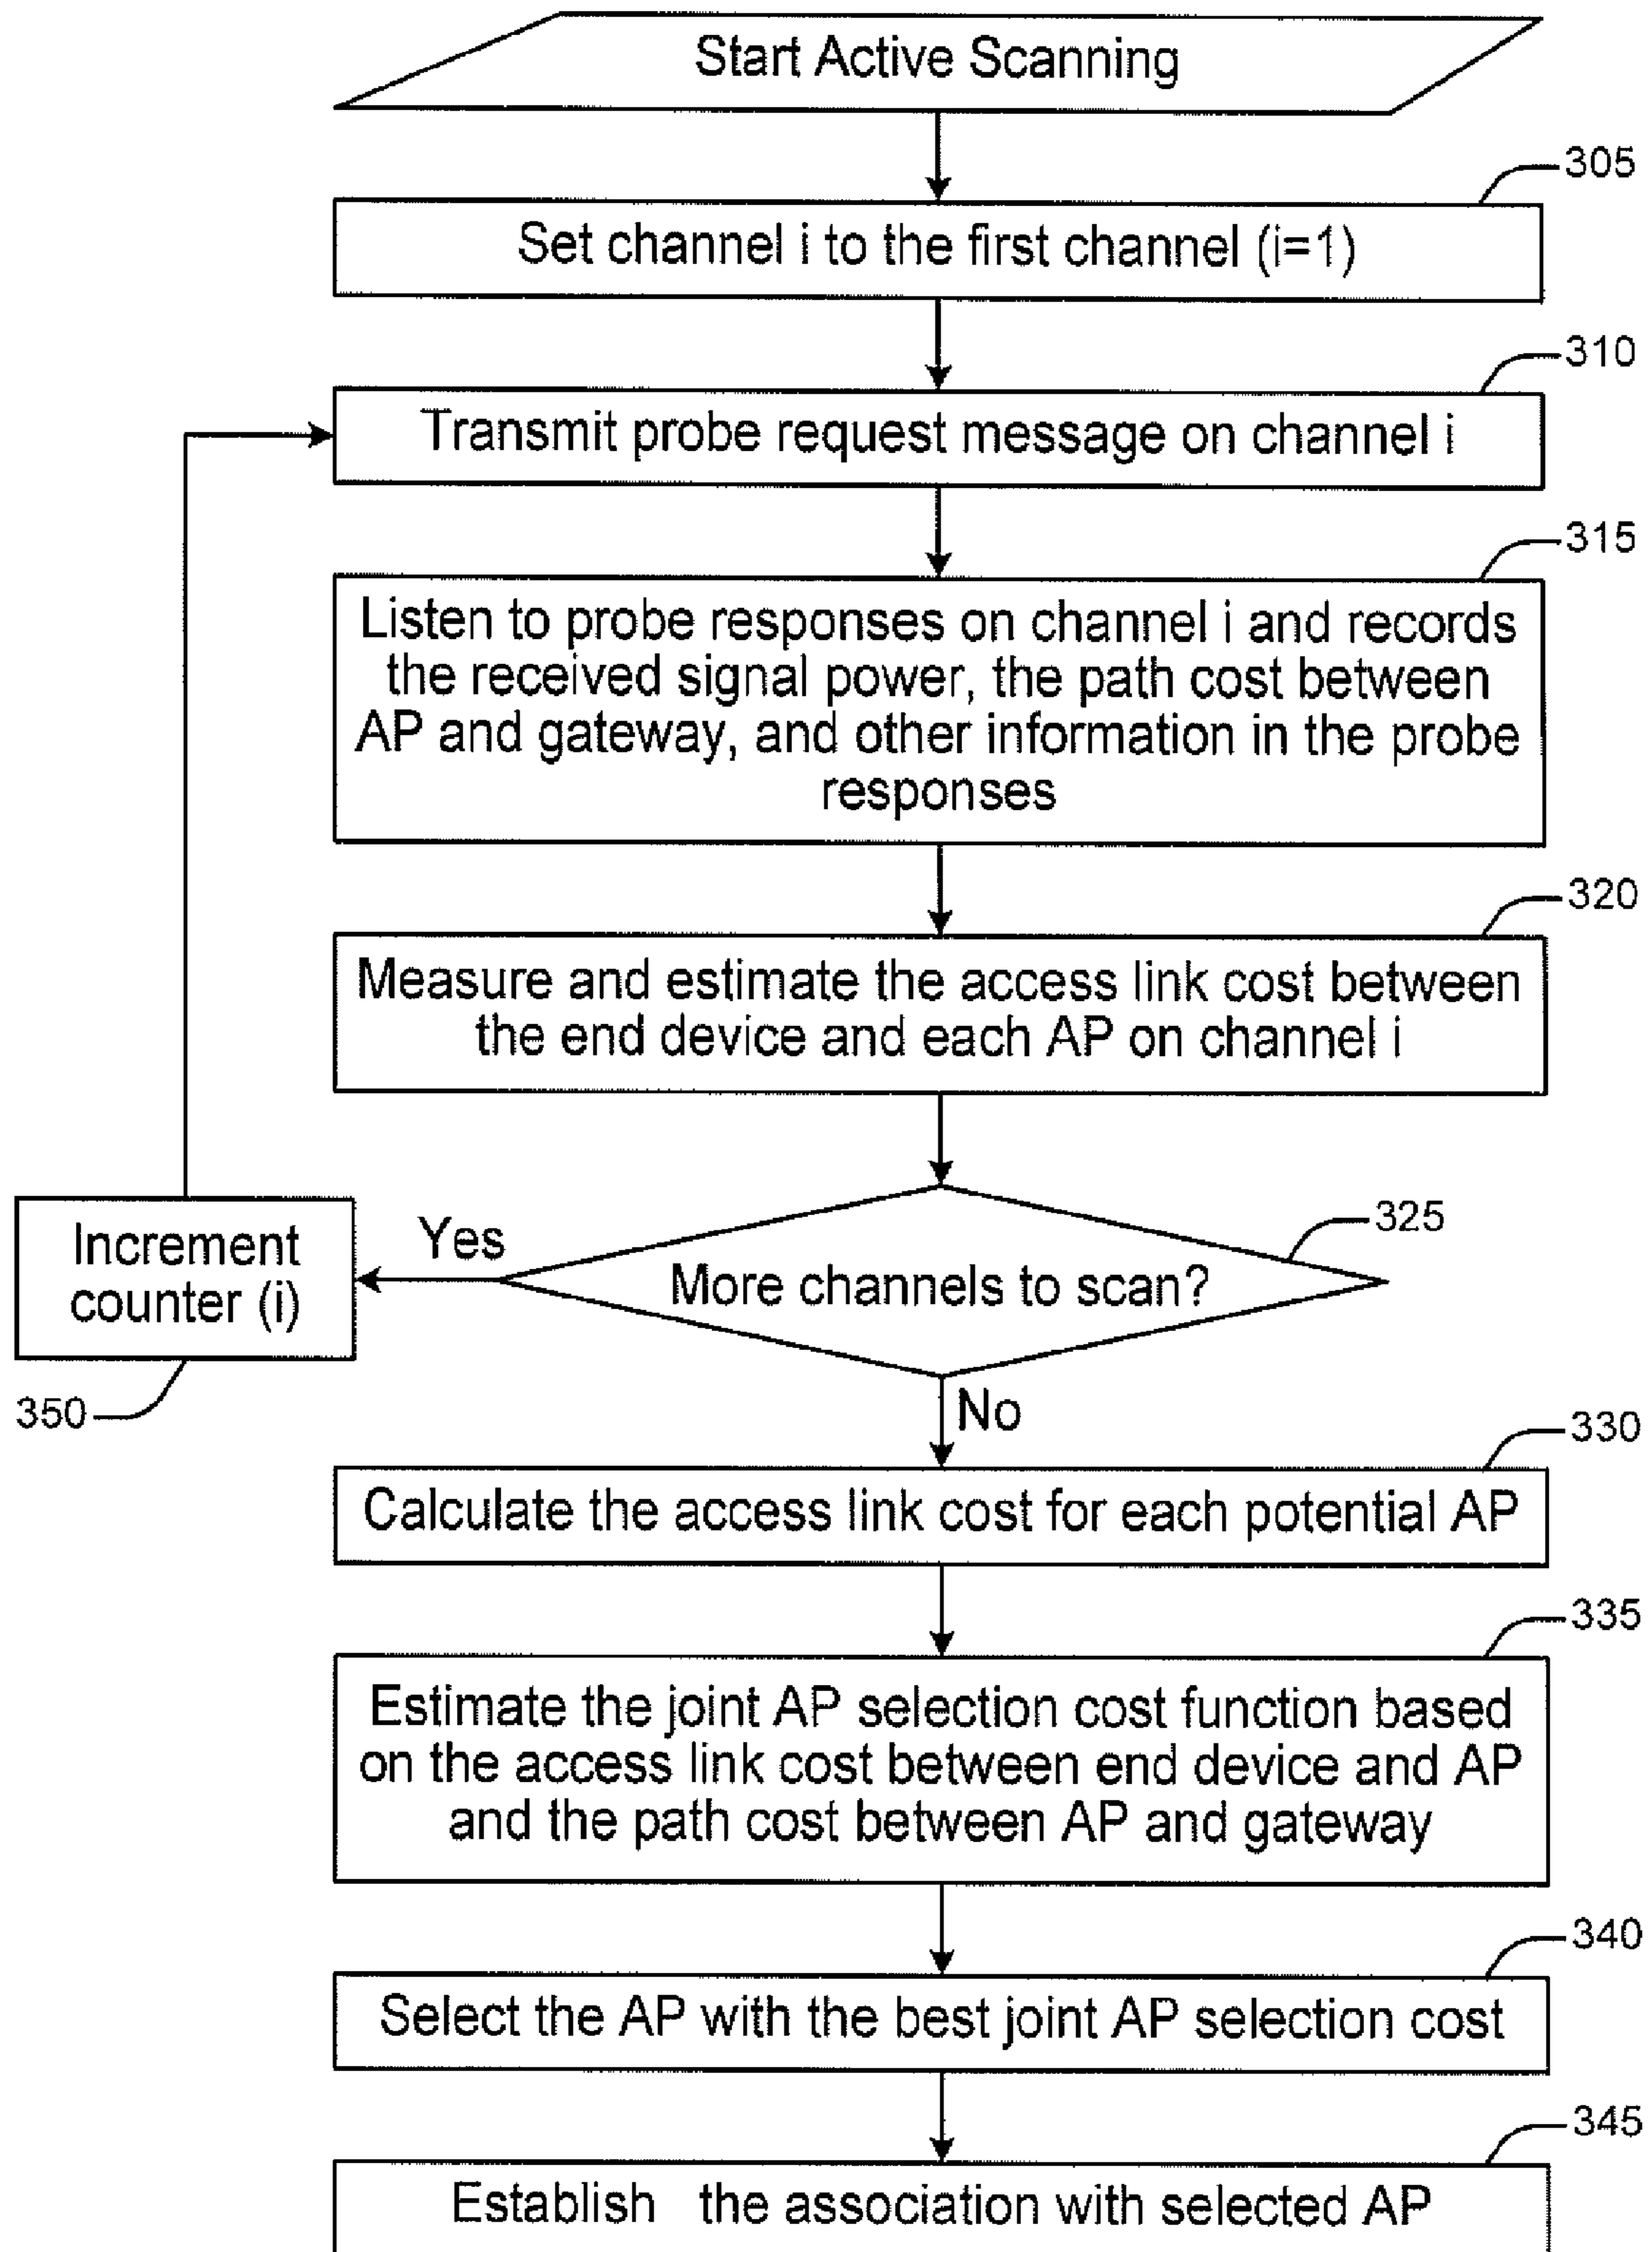 Start Active Scanning
305
Set channel i to the first channel (i=1)
310
Transmit probe request message on channel i
315
Listen to probe responses on channel i and records
the received signal power, the path cost between
AP and gateway, and other information in the probe
responses
320
Measure and estimate the access link cost between
the end device and each AP on channel i
325
More channels to scan?
Yes
Increment
counter (i)
350
No
330
Calculate the access link cost for each potential AP
335
Estimate the joint AP selection cost function based
on the access link cost between end device and AP
and the path cost between AP and gateway
340
Select the AP with the best joint AP selection cost
345
Establish the association with selected AP